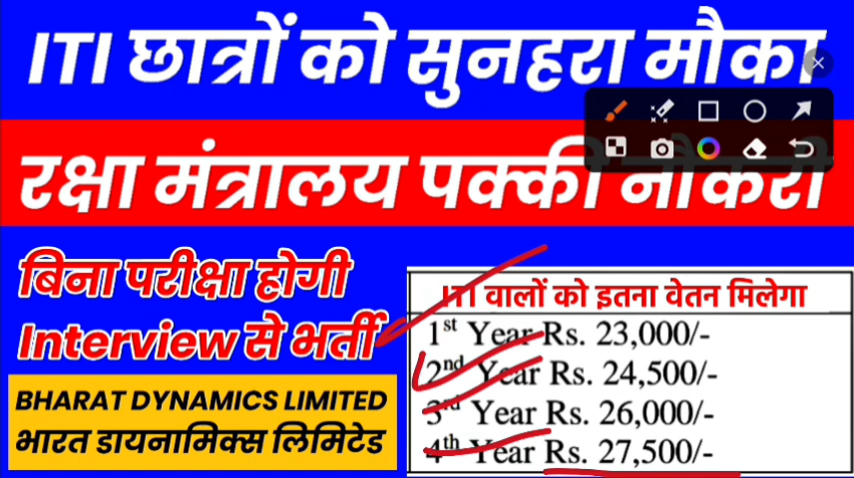 ITI छात्रों को सुनहरा मौका
रक्षा मंत्रालय पक्की नौकरी
बिना परीक्षा होगी
Interview से भर्ती
BHARAT DYNAMICS LIMITED
भारत डायनामिक्स लिमिटेड
ITI वालों को इतना वेतन मिलेगा
1st Year Rs. 23,000/-
2nd Year Rs. 24,500/-
3rd Year Rs. 26,000/-
4th Year Rs. 27,500/-